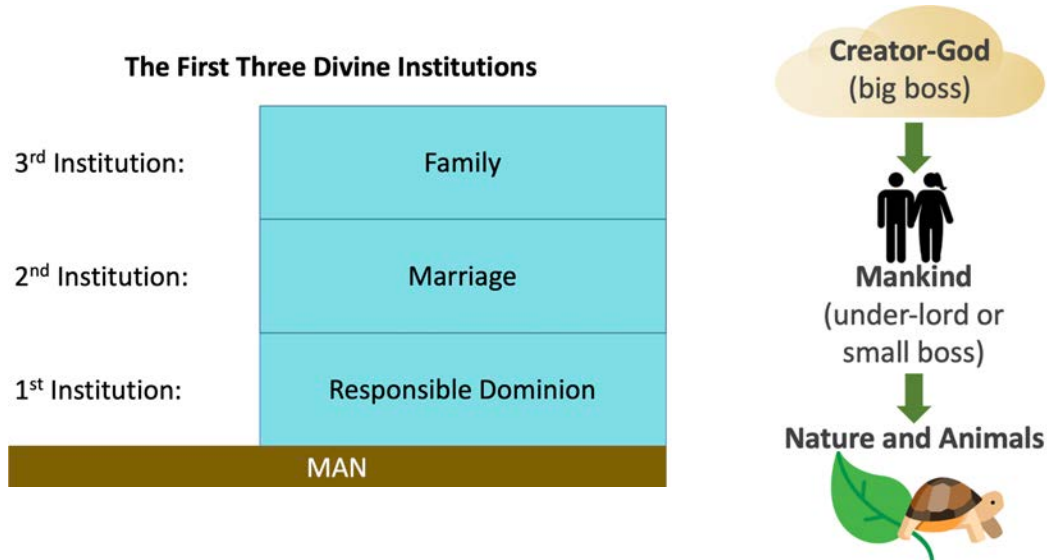 The First Three Divine Institutions
3rd Institution:
Family
2nd Institution:
Marriage
1st Institution:
Responsible Dominion
MAN
Creator-God
(big boss)
Mankind
(under-lord or
small boss)
Nature and Animals